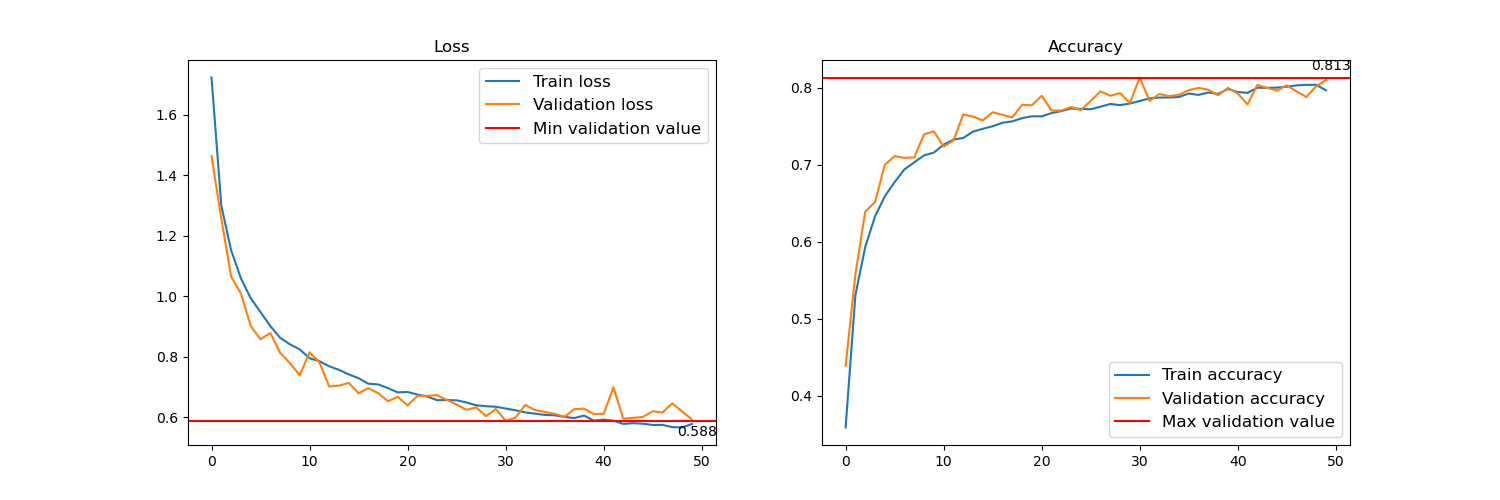 Loss
Train loss
Validation loss
Min validation value
1.6
1.4
1.2
1.0
0.8
0.6
0.588
0 10 20 30 40 50
Accuracy
0.813
0.8
0.7
0.6
0.5
0.4
Train accuracy
Validation accuracy
Max validation value
0 10 20 30 40 50